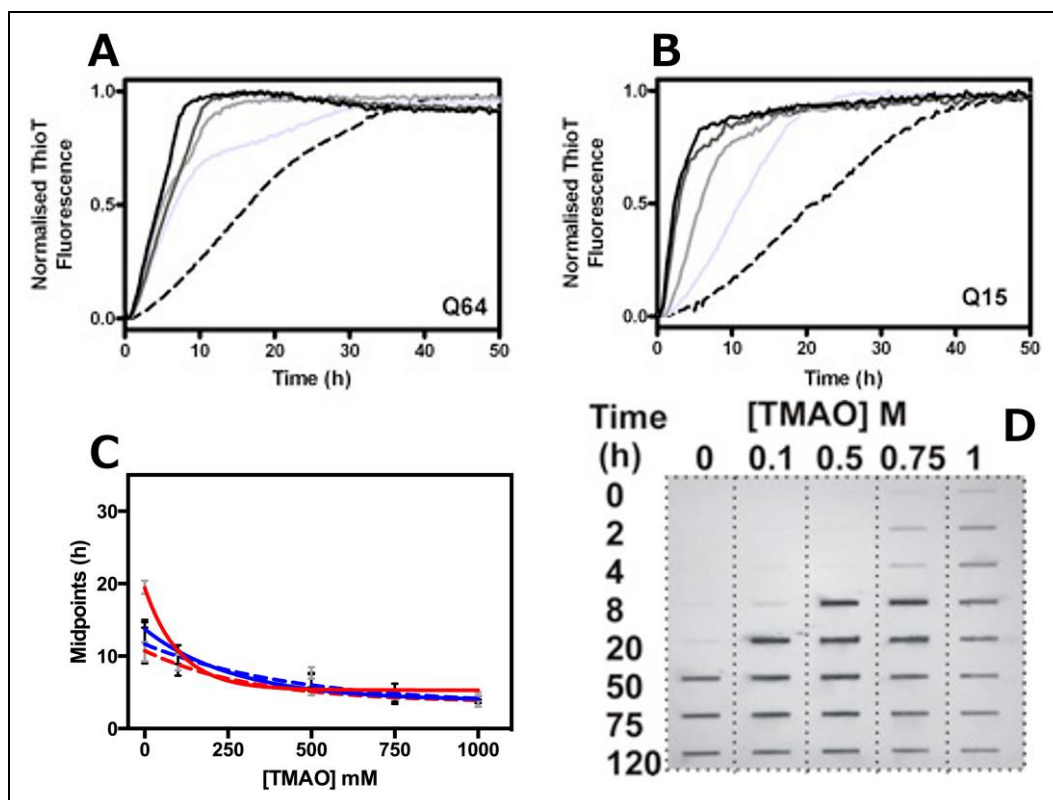 A
1.0
0.5
0.0
Normalised ThioT
Fluorescence
Q64
0 10 20 30 40 50
Time (h)
B
1.0
0.5
0.0
Normalised ThioT
Fluorescence
Q15
0 10 20 30 40 50
Time (h)
C
30
20
10
0
Midpoints (h)
0 250 500 750 1000
[TMAO] mM
D
Time [TMAO] M
(h) 0 0.1 0.5 0.75 1
0
2
4
8
20
50
75
120